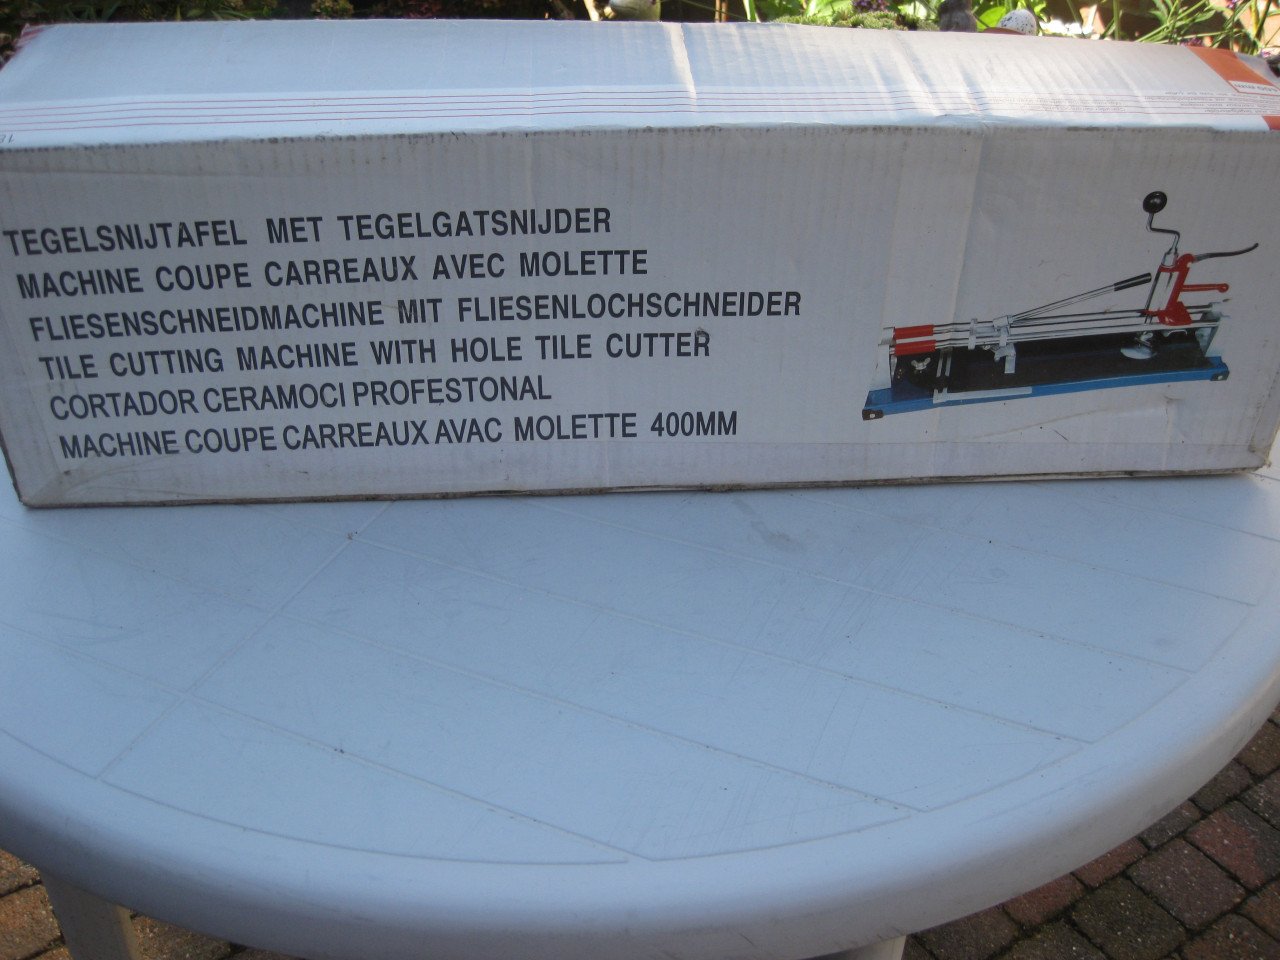 TEGELSNIJTAFEL MET TEGELGATSNIJDER
MACHINE COUPE CARREAUX AVEC MOLETTE
FLIESENSCHNEIDMACHINE MIT FLIESENLOCHSCHNEIDER
TILE CUTTING MACHINE WITH HOLE TILE CUTTER
CORTADOR CERAMOCI PROFESTONAL
MACHINE COUPE CARREAUX AVAC MOLETTE 400MM